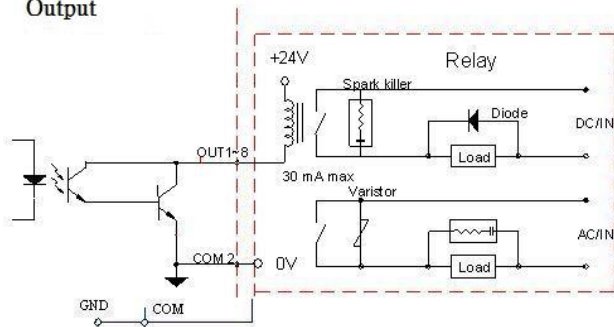 Output
+24V
Relay
Spark killer
Diode
DC/IN
OUT1~8
Load
30 mA max
Varistor
AC/IN
COM 2
0V
Load
GND
COM